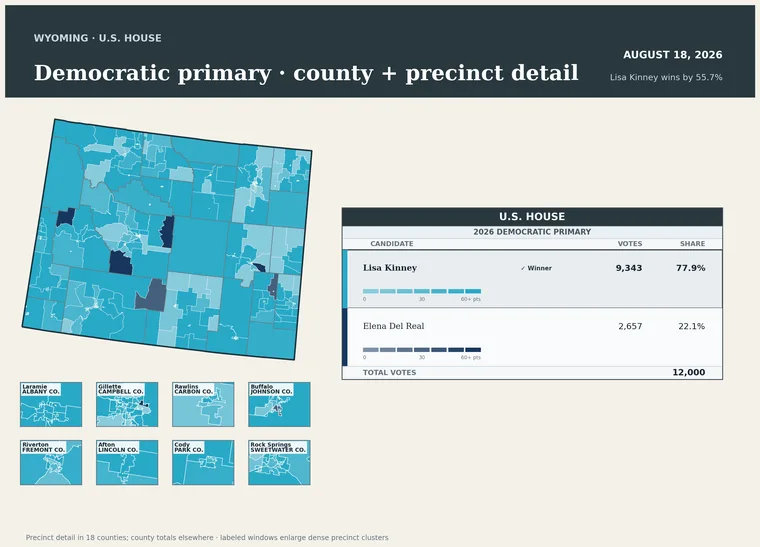 WYOMING · U.S. HOUSE
Democratic primary · county + precinct detail
AUGUST 18, 2026
Lisa Kinney wins by 55.7%
U.S. HOUSE
2026 DEMOCRATIC PRIMARY
CANDIDATE VOTES SHARE
Lisa Kinney ✓ Winner 9,343 77.9%
0 30 60+ pts
Elena Del Real 2,657 22.1%
0 30 60+ pts
TOTAL VOTES 12,000
Laramie
ALBANY CO.
Gillette
CAMPBELL CO.
Rawlins
CARBON CO.
Buffalo
JOHNSON CO.
Riverton
FREMONT CO.
Afton
LINCOLN CO.
Cody
PARK CO.
Rock Springs
SWEETWATER CO.
Precinct detail in 18 counties; county totals elsewhere · labeled windows enlarge dense precinct clusters